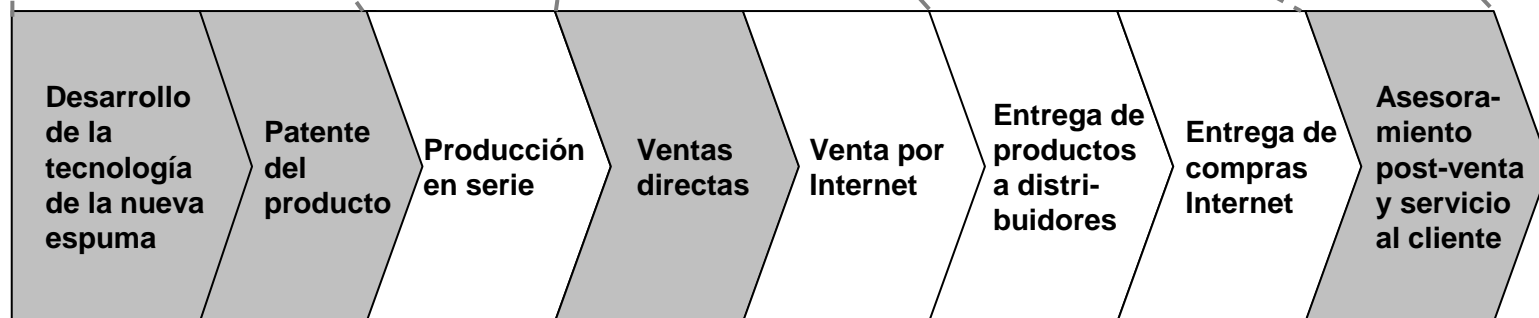 Desarrollo
de la
tecnología
de la nueva
espuma
Patente
del
producto
Producción
en serie
Ventas
directas
Venta por
Internet
Entrega de
productos
a distri-
buidores
Entrega de
compras
Internet
Asesora-
miento
post-venta
y servicio
al cliente